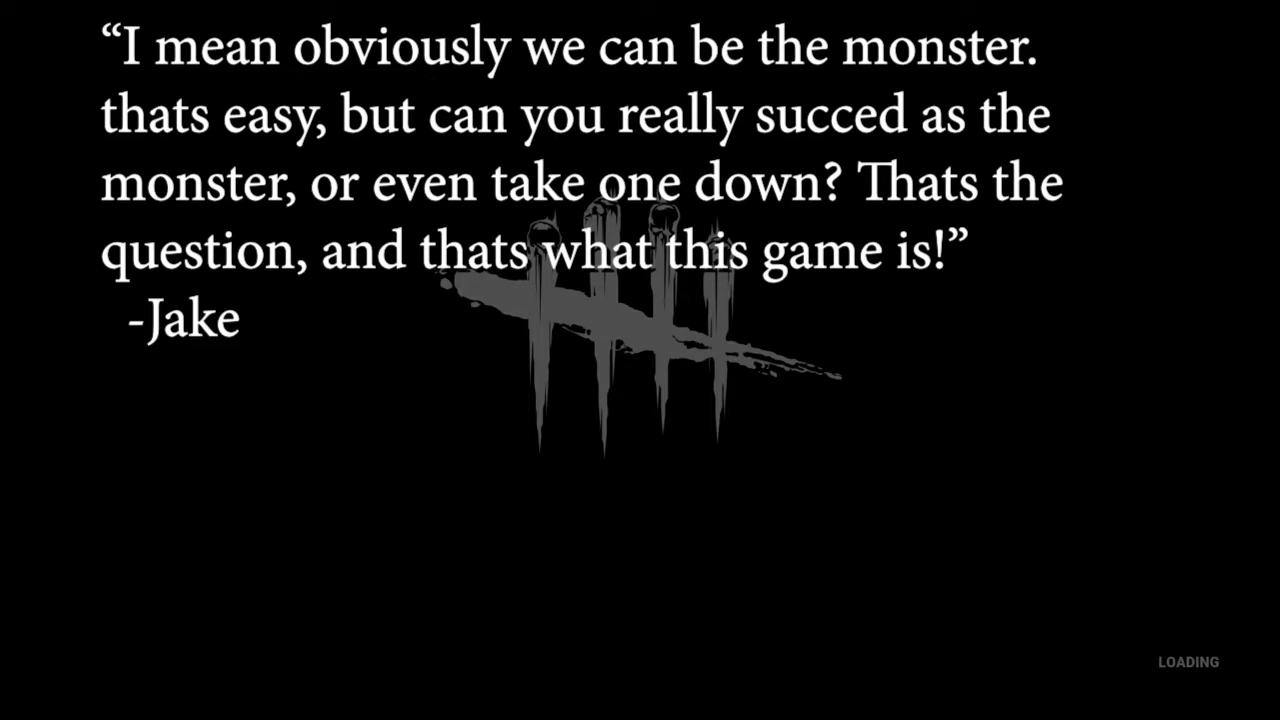 “I mean obviously we can be the monster.
thats easy, but can you really succed as the
monster, or even take one down? Thats the
question, and thats what this game is!”
-Jake
LOADING